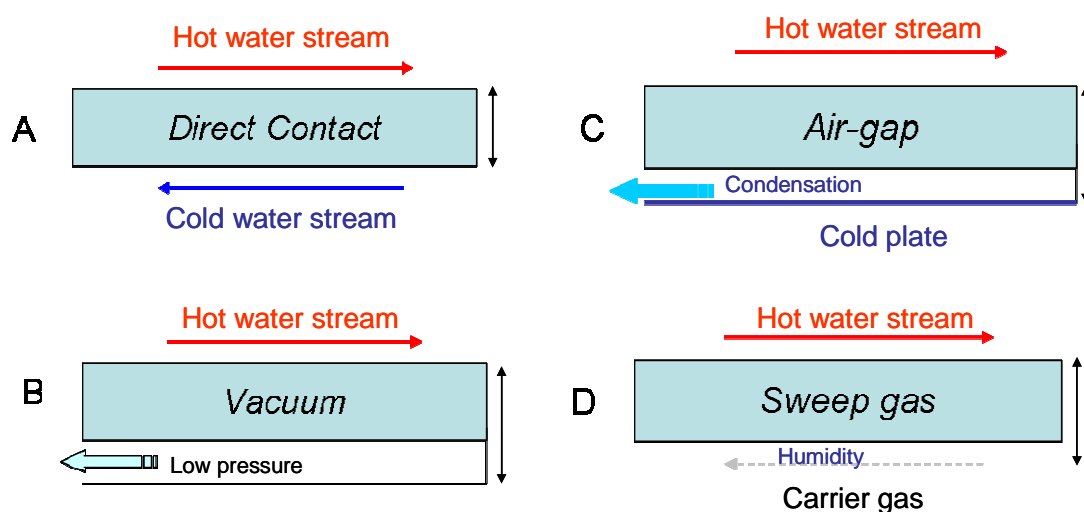 A
Hot water stream
Direct Contact
Cold water stream
C
Hot water stream
Air-gap
Condensation
Cold plate
B
Hot water stream
Vacuum
Low pressure
D
Hot water stream
Sweep gas
Humidity
Carrier gas